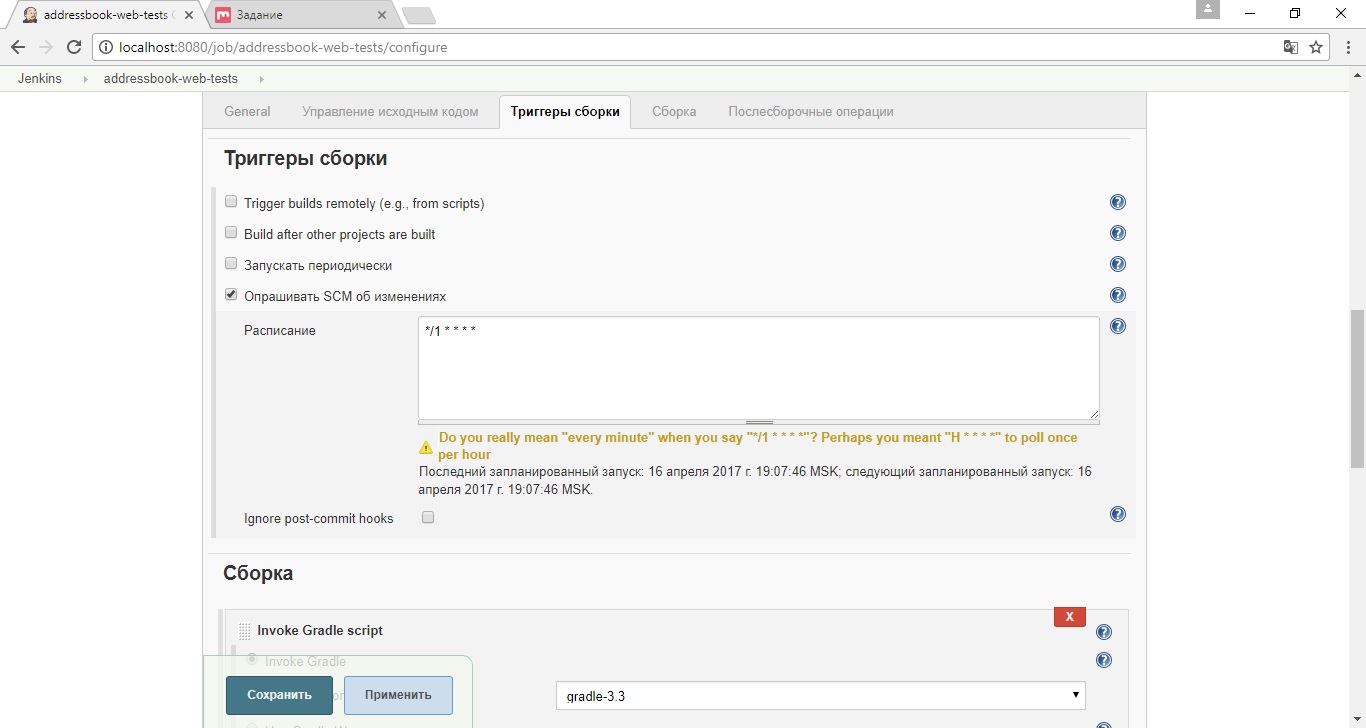 addressbook-web-tests
Задание
localhost:8080/job/addressbook-web-tests/configure
Jenkins addressbook-web-tests
General Управление исходным кодом Триггеры сборки Сборка Послесборочные операции
Триггеры сборки
Trigger builds remotely (e.g., from scripts)
Build after other projects are built
Запускать периодически
Опрашивать SCM об изменениях
Расписание
*/1 * * * *
Do you really mean "every minute" when you say "*/1 * * * *"? Perhaps you meant "H * * * *" to poll once
per hour
Последний запланированный запуск: 16 апреля 2017 г. 19:07:46 MSK; следующий запланированный запуск: 16
апреля 2017 г. 19:07:46 MSK.
Ignore post-commit hooks
Сборка
X
Invoke Gradle script
Invoke Gradle
Сохранить Применить
gradle-3.3